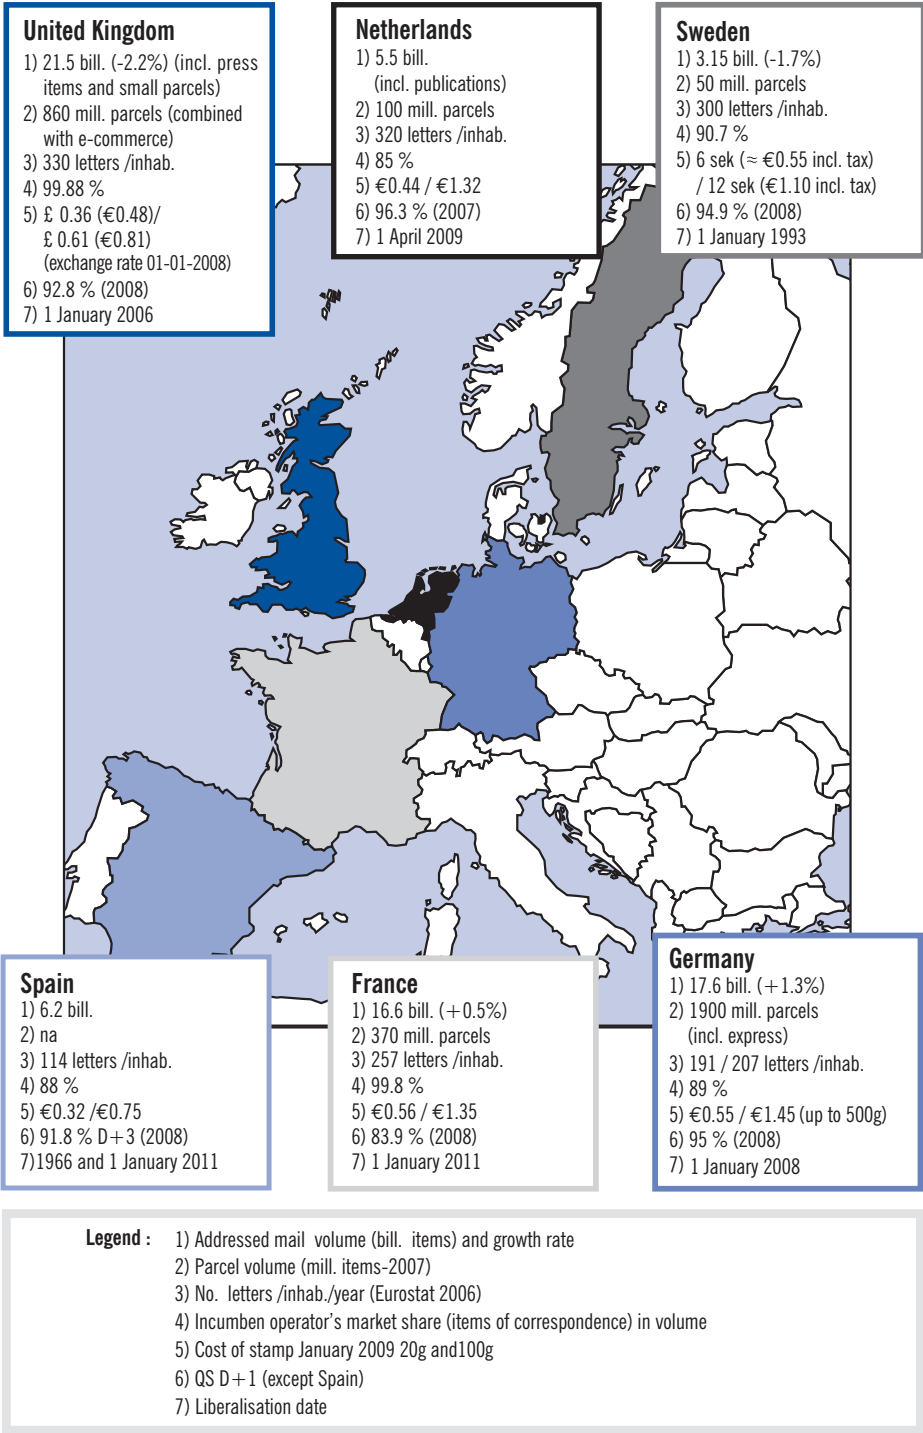 United Kingdom
1) 21.5 bill. (-2.2%) (incl. press
items and small parcels)
2) 860 mill. parcels (combined
with e-commerce)
3) 330 letters /inhab.
4) 99.88 %
5) £ 0.36 (€0.48)/
£ 0.61 (€0.81)
(exchange rate 01-01-2008)
6) 92.8 % (2008)
7) 1 January 2006
Netherlands
1) 5.5 bill.
(incl. publications)
2) 100 mill. parcels
3) 320 letters /inhab.
4) 85 %
5) €0.44 / €1.32
6) 96.3 % (2007)
7) 1 April 2009
Sweden
1) 3.15 bill. (-1.7%)
2) 50 mill. parcels
3) 300 letters /inhab.
4) 90.7 %
5) 6 sek (≈ €0.55 incl. tax)
/ 12 sek (€1.10 incl. tax)
6) 94.9 % (2008)
7) 1 January 1993
Spain
1) 6.2 bill.
2) na
3) 114 letters /inhab.
4) 88 %
5) €0.32 /€0.75
6) 91.8 % D+3 (2008)
7)1966 and 1 January 2011
France
1) 16.6 bill. (+0.5%)
2) 370 mill. parcels
3) 257 letters /inhab.
4) 99.8 %
5) €0.56 / €1.35
6) 83.9 % (2008)
7) 1 January 2011
Germany
1) 17.6 bill. (+1.3%)
2) 1900 mill. parcels
(incl. express)
3) 191 / 207 letters /inhab.
4) 89 %
5) €0.55 / €1.45 (up to 500g)
6) 95 % (2008)
7) 1 January 2008
Legend : 1) Addressed mail volume (bill. items) and growth rate
2) Parcel volume (mill. items-2007)
3) No. letters /inhab./year (Eurostat 2006)
4) Incumben operator's market share (items of correspondence) in volume
5) Cost of stamp January 2009 20g and100g
6) QS D+1 (except Spain)
7) Liberalisation date